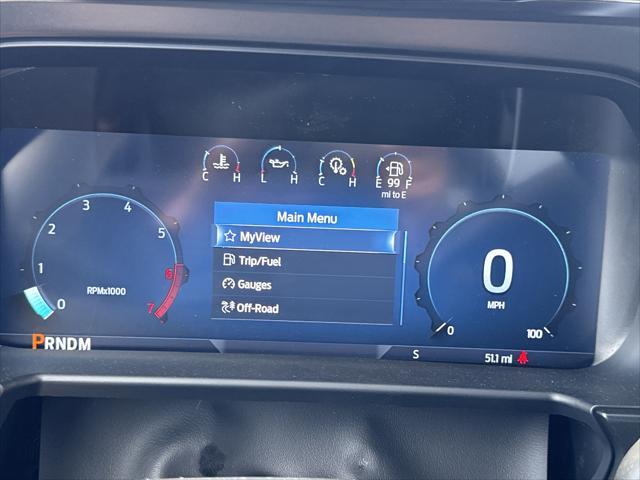 C H
L H
C H
E 99 F
mi to E
Main Menu
MyView
Trip/Fuel
Gauges
Off-Road
0 1 2 3 4 5 6 7
RPMx1000
0
MPH
0 100
PRNDM
S
51.1 mi